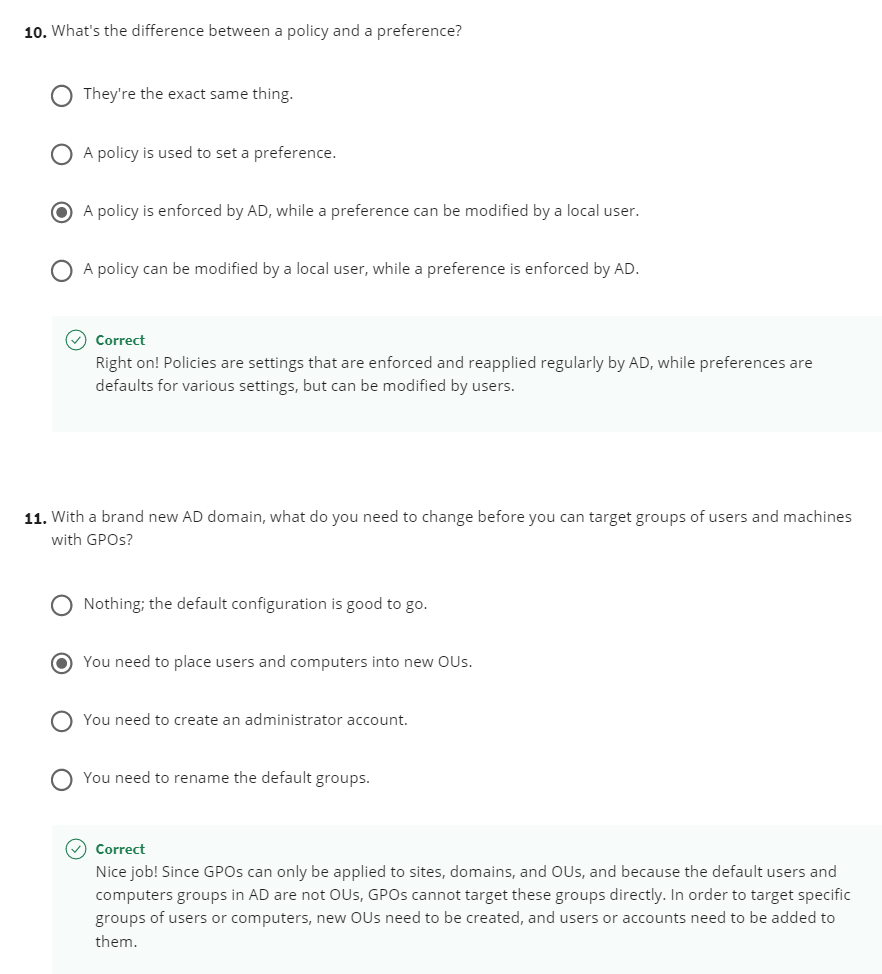 10. What's the difference between a policy and a preference?
They're the exact same thing.
A policy is used to set a preference.
A policy is enforced by AD, while a preference can be modified by a local user.
A policy can be modified by a local user, while a preference is enforced by AD.
Correct
Right on! Policies are settings that are enforced and reapplied regularly by AD, while preferences are
defaults for various settings, but can be modified by users.
11. With a brand new AD domain, what do you need to change before you can target groups of users and machines
with GPOs?
Nothing; the default configuration is good to go.
You need to place users and computers into new OUs.
You need to create an administrator account.
You need to rename the default groups.
Correct
Nice job! Since GPOs can only be applied to sites, domains, and OUs, and because the default users and
computers groups in AD are not OUs, GPOs cannot target these groups directly. In order to target specific
groups of users or computers, new OUs need to be created, and users or accounts need to be added to
them.